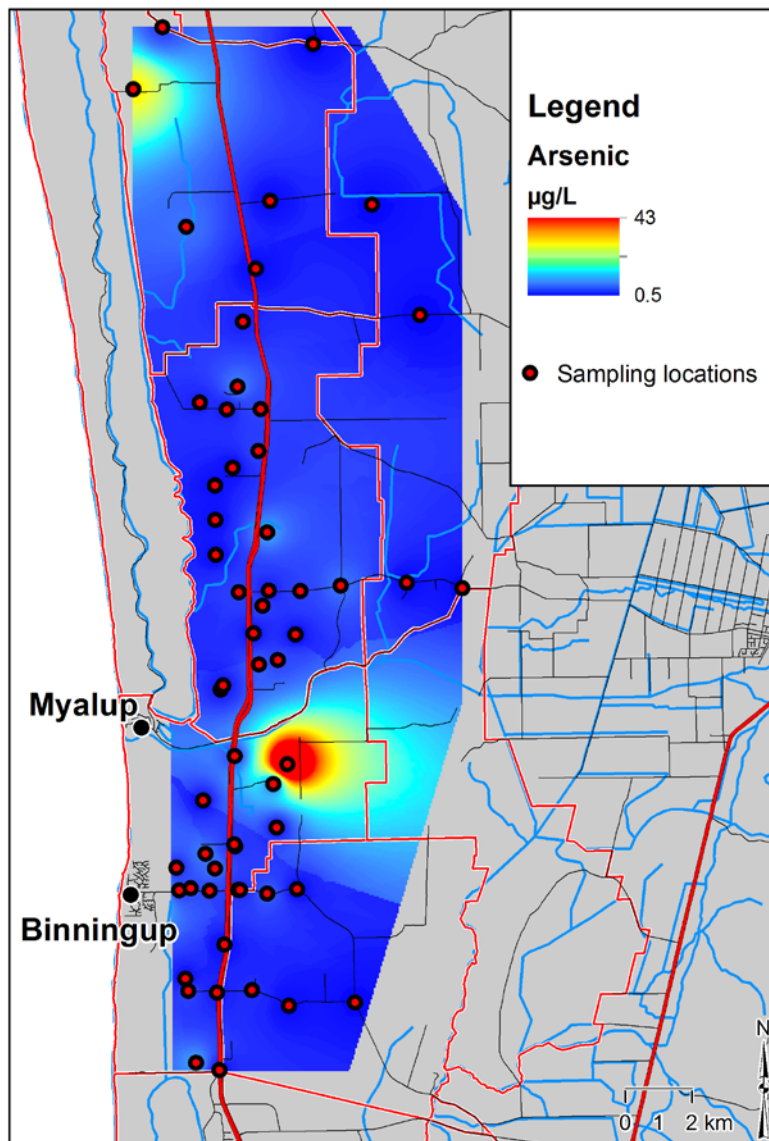 Legend
Arsenic
µg/L
43
0.5
Sampling locations
Myalup
Binningup
N
0 1 2 km